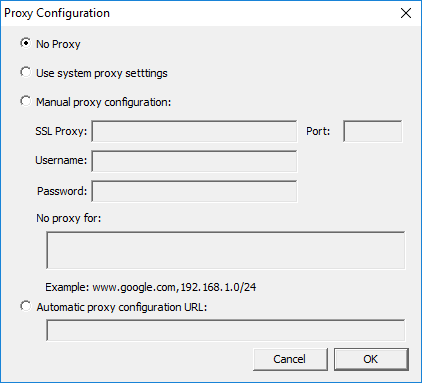 Proxy Configuration
No Proxy
Use system proxy setttings
Manual proxy configuration:
SSL Proxy: Port:
Username:
Password:
No proxy for:
Example: www.google.com,192.168.1.0/24
Automatic proxy configuration URL:
Cancel OK